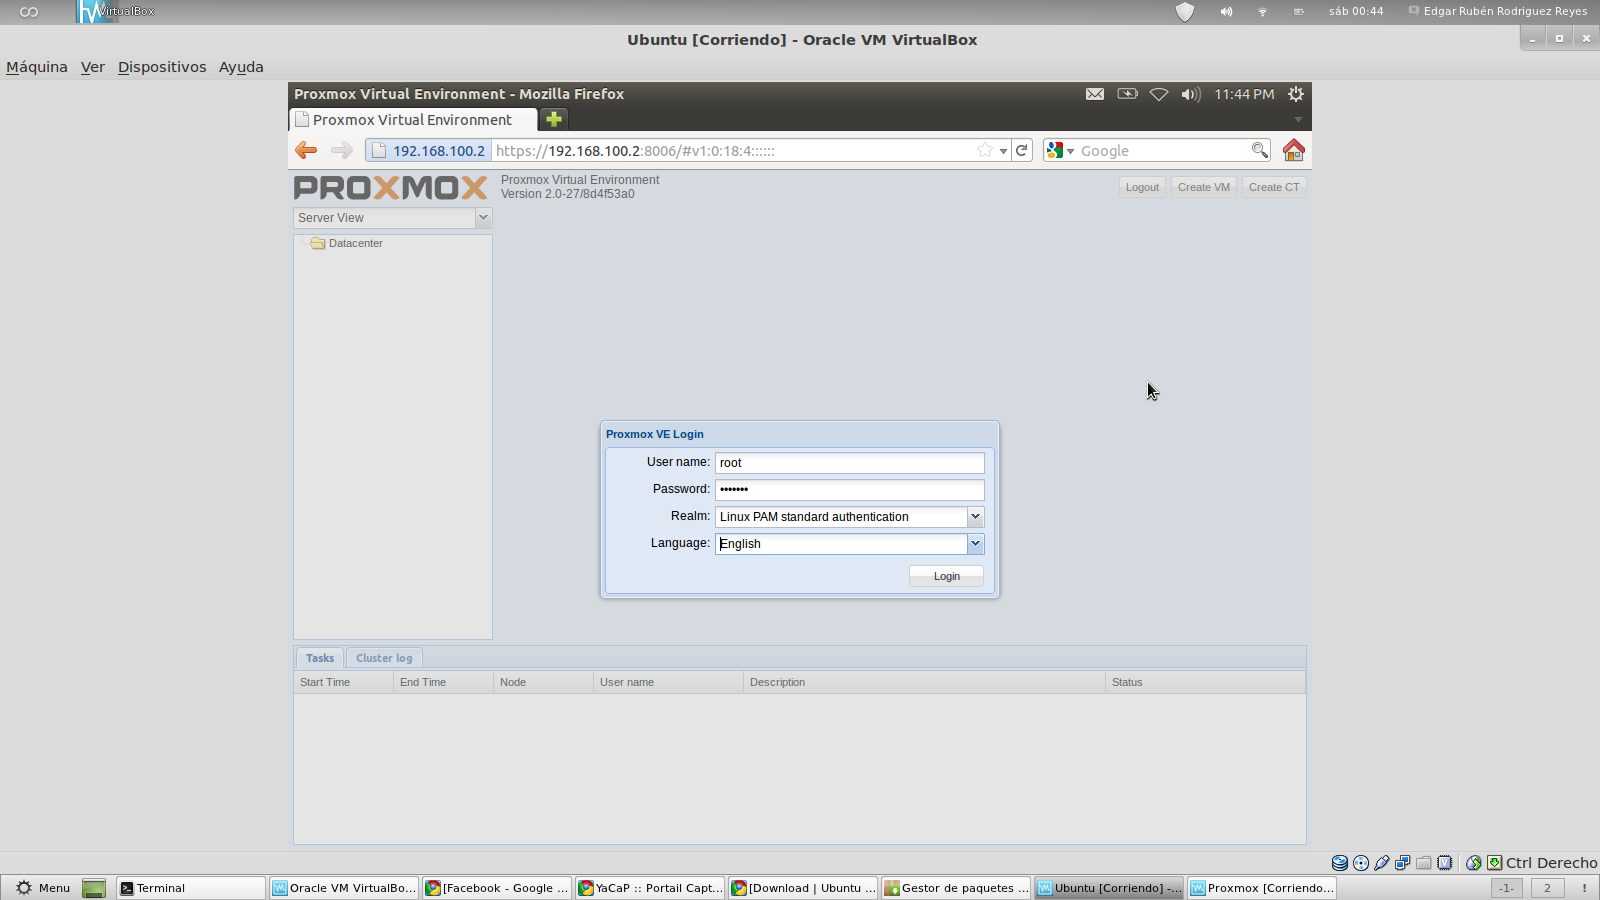 VirtualBox
sáb 00:44
Edgar Rubén Rodriguez Reyes
Ubuntu [Corriendo] - Oracle VM VirtualBox
Máquina Ver Dispositivos Ayuda
Proxmox Virtual Environment - Mozilla Firefox
11:44 PM
Proxmox Virtual Environment
192.168.100.2
https://192.168.100.2:8006/#v1:0:18:4::::::
Google
PROXMOX
Proxmox Virtual Environment
Version 2.0-27/8d4f53a0
Logout
Create VM
Create CT
Server View
Datacenter
Proxmox VE Login
User name: root
Password: •••••••
Realm: Linux PAM standard authentication
Language: English
Login
Tasks
Cluster log
Start Time
End Time
Node
User name
Description
Status
Ctrl Derecho
Menu
Terminal
Oracle VM VirtualBo...
[Facebook - Google ...
YaCaP :: Portail Capt...
[Download | Ubuntu ...
Gestor de paquetes ...
Ubuntu [Corriendo] -...
Proxmox [Corriendo...
-1-
2
!